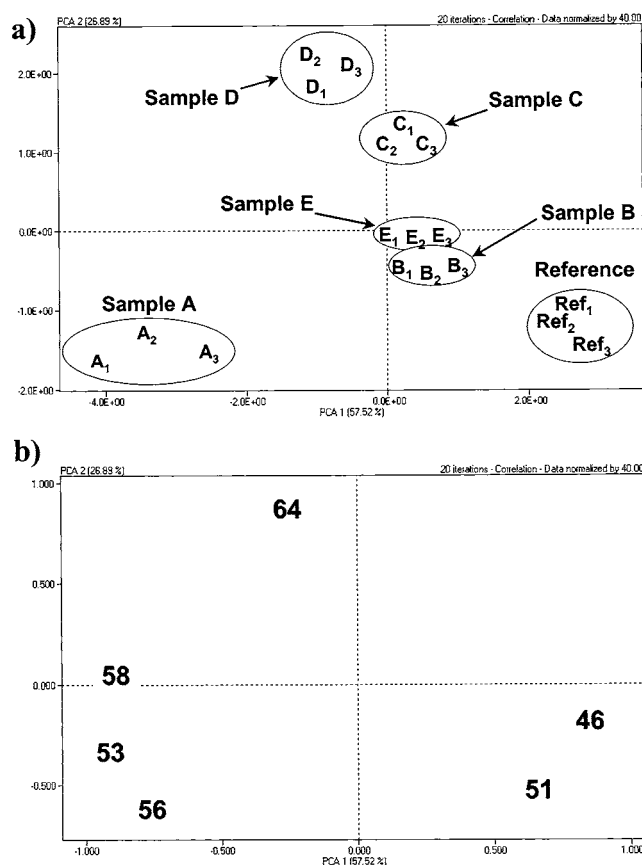 a)
PCA 2 (26.89 %)
20 iterations - Correlation - Data normalized by 40.00
2.0E+00
1.0E+00
0.0E+00
-1.0E+00
-2.0E+00
D2
D3
D1
Sample D
Sample C
C1
C2
C3
Sample E
Sample B
E1 E2 E3
B1 B2 B3
Reference
Ref1
Ref2
Ref3
Sample A
A2
A1
A3
-4.0E+00
-2.0E+00
0.0E+00
2.0E+00
PCA 1 (57.52 %)
b)
PCA 2 (26.89 %)
20 iterations - Correlation - Data normalized by 40.00
1.000
0.500
0.000
-0.500
64
58
53
56
46
51
-1.000
-0.500
0.000
0.500
1.00
PCA 1 (57.52 %)